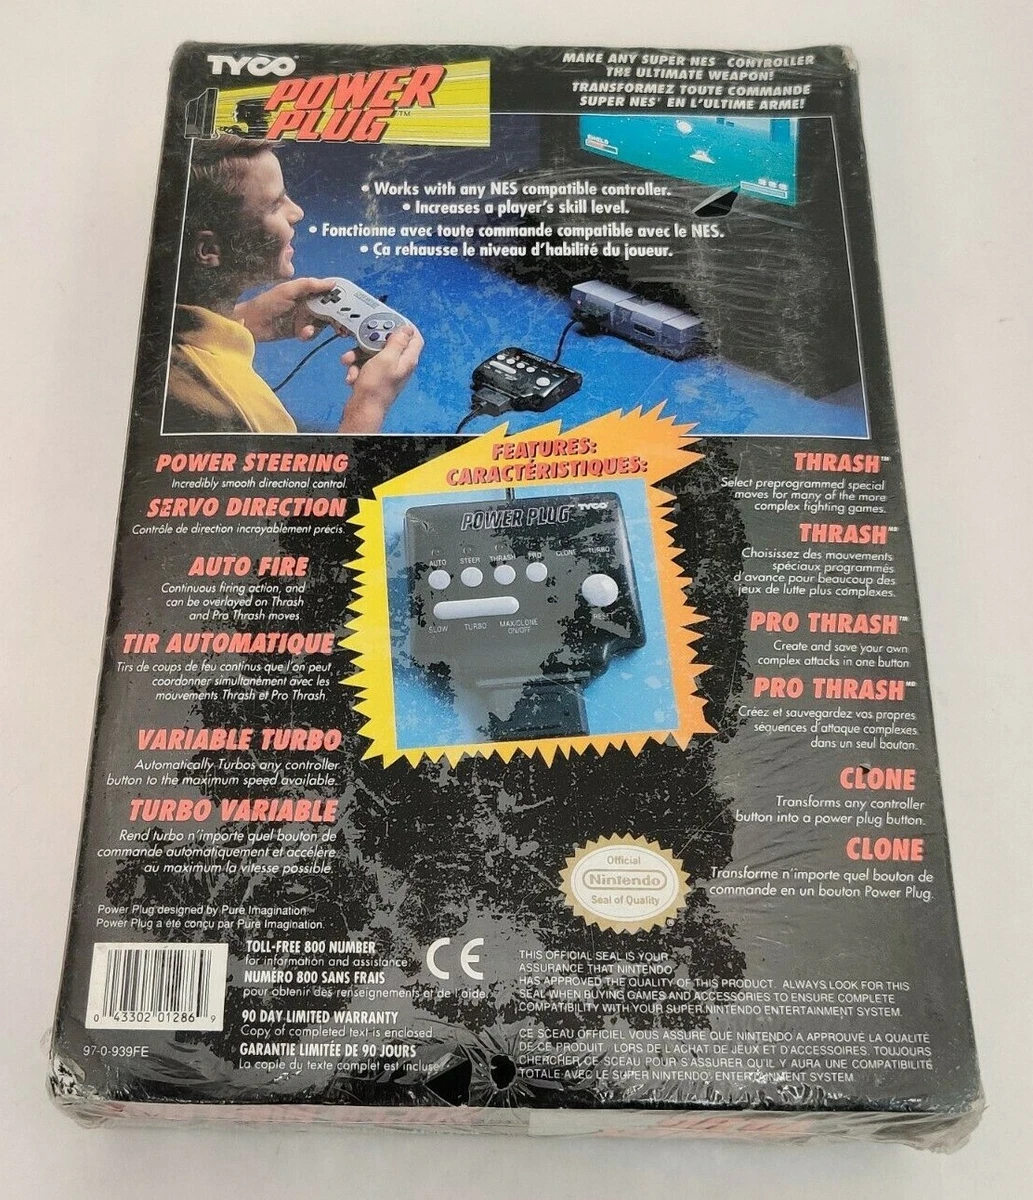 TYCO
POWER
PLUG™
MAKE ANY SUPER NES CONTROLLER
THE ULTIMATE WEAPON!
TRANSFORMEZ TOUTE COMMANDE
SUPER NES® EN L'ULTIME ARME!
SHIELD
• Works with any NES compatible controller.
• Increases a player's skill level.
• Fonctionne avec toute commande compatible avec le NES.
• Ça rehausse le niveau d'habilité du joueur.
FEATURES:
CARACTÉRISTIQUES:
POWER PLUG™ TYCO
AUTO STEER THRASH PRO CLONE TURBO
SLOW TURBO MAX/CLONE
ON/OFF
POWER STEERING
Incredibly smooth directional control.
SERVO DIRECTION
Contrôle de direction incroyablement précis.
AUTO FIRE
Continuous firing action, and
can be overlayed on Thrash
and Pro Thrash moves.
TIR AUTOMATIQUE
Tirs de coups de feu continus que l'on peut
coordonner simultanément avec les
mouvements Thrash et Pro Thrash.
VARIABLE TURBO
Automatically Turbos any controller
button to the maximum speed available.
TURBO VARIABLE
Rend turbo n'importe quel bouton de
commande automatiquement et accélère
au maximum la vitesse possible.
THRASH™
Select preprogrammed special
moves for many of the more
complex fighting games.
THRASH MD
Choisissez des mouvements
spéciaux programmés
d'avance pour beaucoup des
jeux de lutte plus complexes.
PRO THRASH™
Create and save your own
complex attacks in one button
PRO THRASH MD
Créez et sauvegardez vos propres
séquences d'attaque complexes
dans un seul bouton.
CLONE
Transforms any controller
button into a power plug button.
CLONE
Transforme n'importe quel bouton de
commande en un bouton Power Plug.
Official
Nintendo
Seal of Quality
Power Plug designed by Pure Imagination.
Power Plug a été conçu par Pure Imagination.
0 43302 01286 9
97-0-939FE
TOLL-FREE 800 NUMBER
for information and assistance.
NUMÉRO 800 SANS FRAIS
pour obtenir des renseignements et de l'aide.
90 DAY LIMITED WARRANTY
Copy of completed text is enclosed.
GARANTIE LIMITÉE DE 90 JOURS
La copie du texte complet est incluse.
CE
THIS OFFICIAL SEAL IS YOUR
ASSURANCE THAT NINTENDO
HAS APPROVED THE QUALITY OF THIS PRODUCT. ALWAYS LOOK FOR THIS
SEAL WHEN BUYING GAMES AND ACCESSORIES TO ENSURE COMPLETE
COMPATIBILITY WITH YOUR SUPER NINTENDO ENTERTAINMENT SYSTEM.
CE SCEAU OFFICIEL VOUS ASSURE QUE NINTENDO A APPROUVÉ LA QUALITÉ
DE CE PRODUIT. LORS DE L'ACHAT DE JEUX ET D'ACCESSOIRES. TOUJOURS
CHERCHER CE SCEAU POUR S'ASSURER QU'IL Y AURA UNE COMPATIBILITÉ
TOTALE AVEC LE SUPER NINTENDO ENTERTAINMENT SYSTEM.